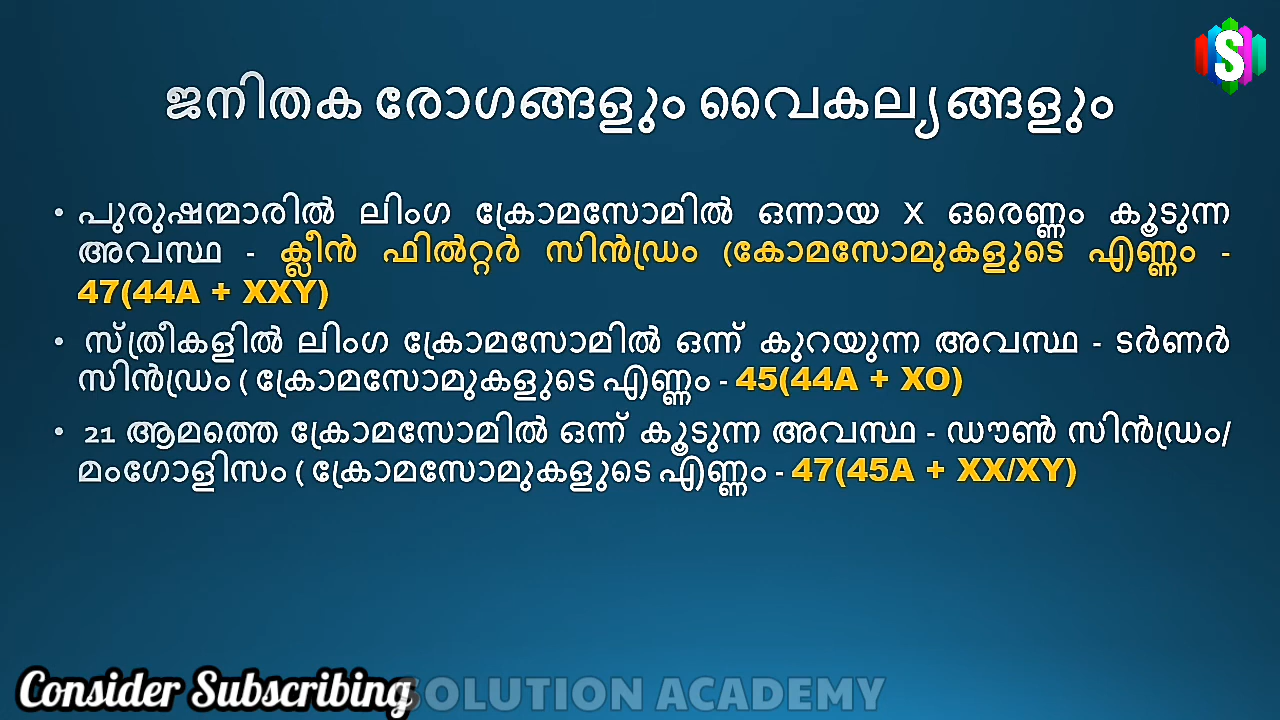 S
ജനിതക രോഗങ്ങളും വൈകല്യങ്ങളും
• പുരുഷന്മാരിൽ ലിംഗ ക്രോമസോമിൽ ഒന്നായ X ഒരെണ്ണം കൂടുന്ന
അവസ്ഥ - ക്ലീൻ ഫിൽറ്റർ സിൻഡ്രം (കോമസോമുകളുടെ എണ്ണം -
47(44A + XXY)
• സ്ത്രീകളിൽ ലിംഗ ക്രോമസോമിൽ ഒന്ന് കുറയുന്ന അവസ്ഥ - ടർണർ
സിൻഡ്രം ( ക്രോമസോമുകളുടെ എണ്ണം - 45(44A + XO)
• 21 ആമത്തെ ക്രോമസോമിൽ ഒന്ന് കൂടുന്ന അവസ്ഥ - ഡൗൺ സിൻഡ്രം/
മംഗോളിസം ( ക്രോമസോമുകളുടെ എണ്ണം - 47(45A + XX/XY)
Consider Subscribing SOLUTION ACADEMY